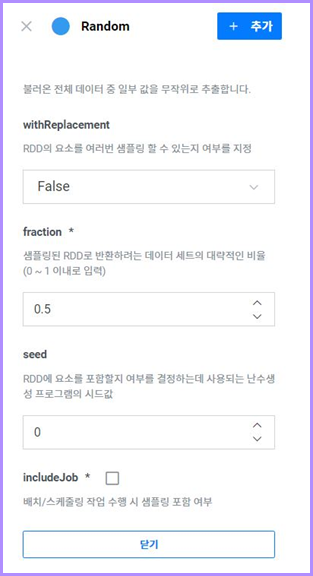 Random
+ 추가
불러온 전체 데이터 중 일부 값을 무작위로 추출합니다.
withReplacement
RDD의 요소를 여러번 샘플링 할 수 있는지 여부를 지정
False
fraction *
샘플링된 RDD로 반환하려는 데이터 세트의 대략적인 비율
(0 ~ 1 이내로 입력)
0.5
seed
RDD에 요소를 포함할지 여부를 결정하는데 사용되는 난수생
성 프로그램의 시드값
0
includeJob *
배치/스케줄링 작업 수행 시 샘플링 포함 여부
닫기